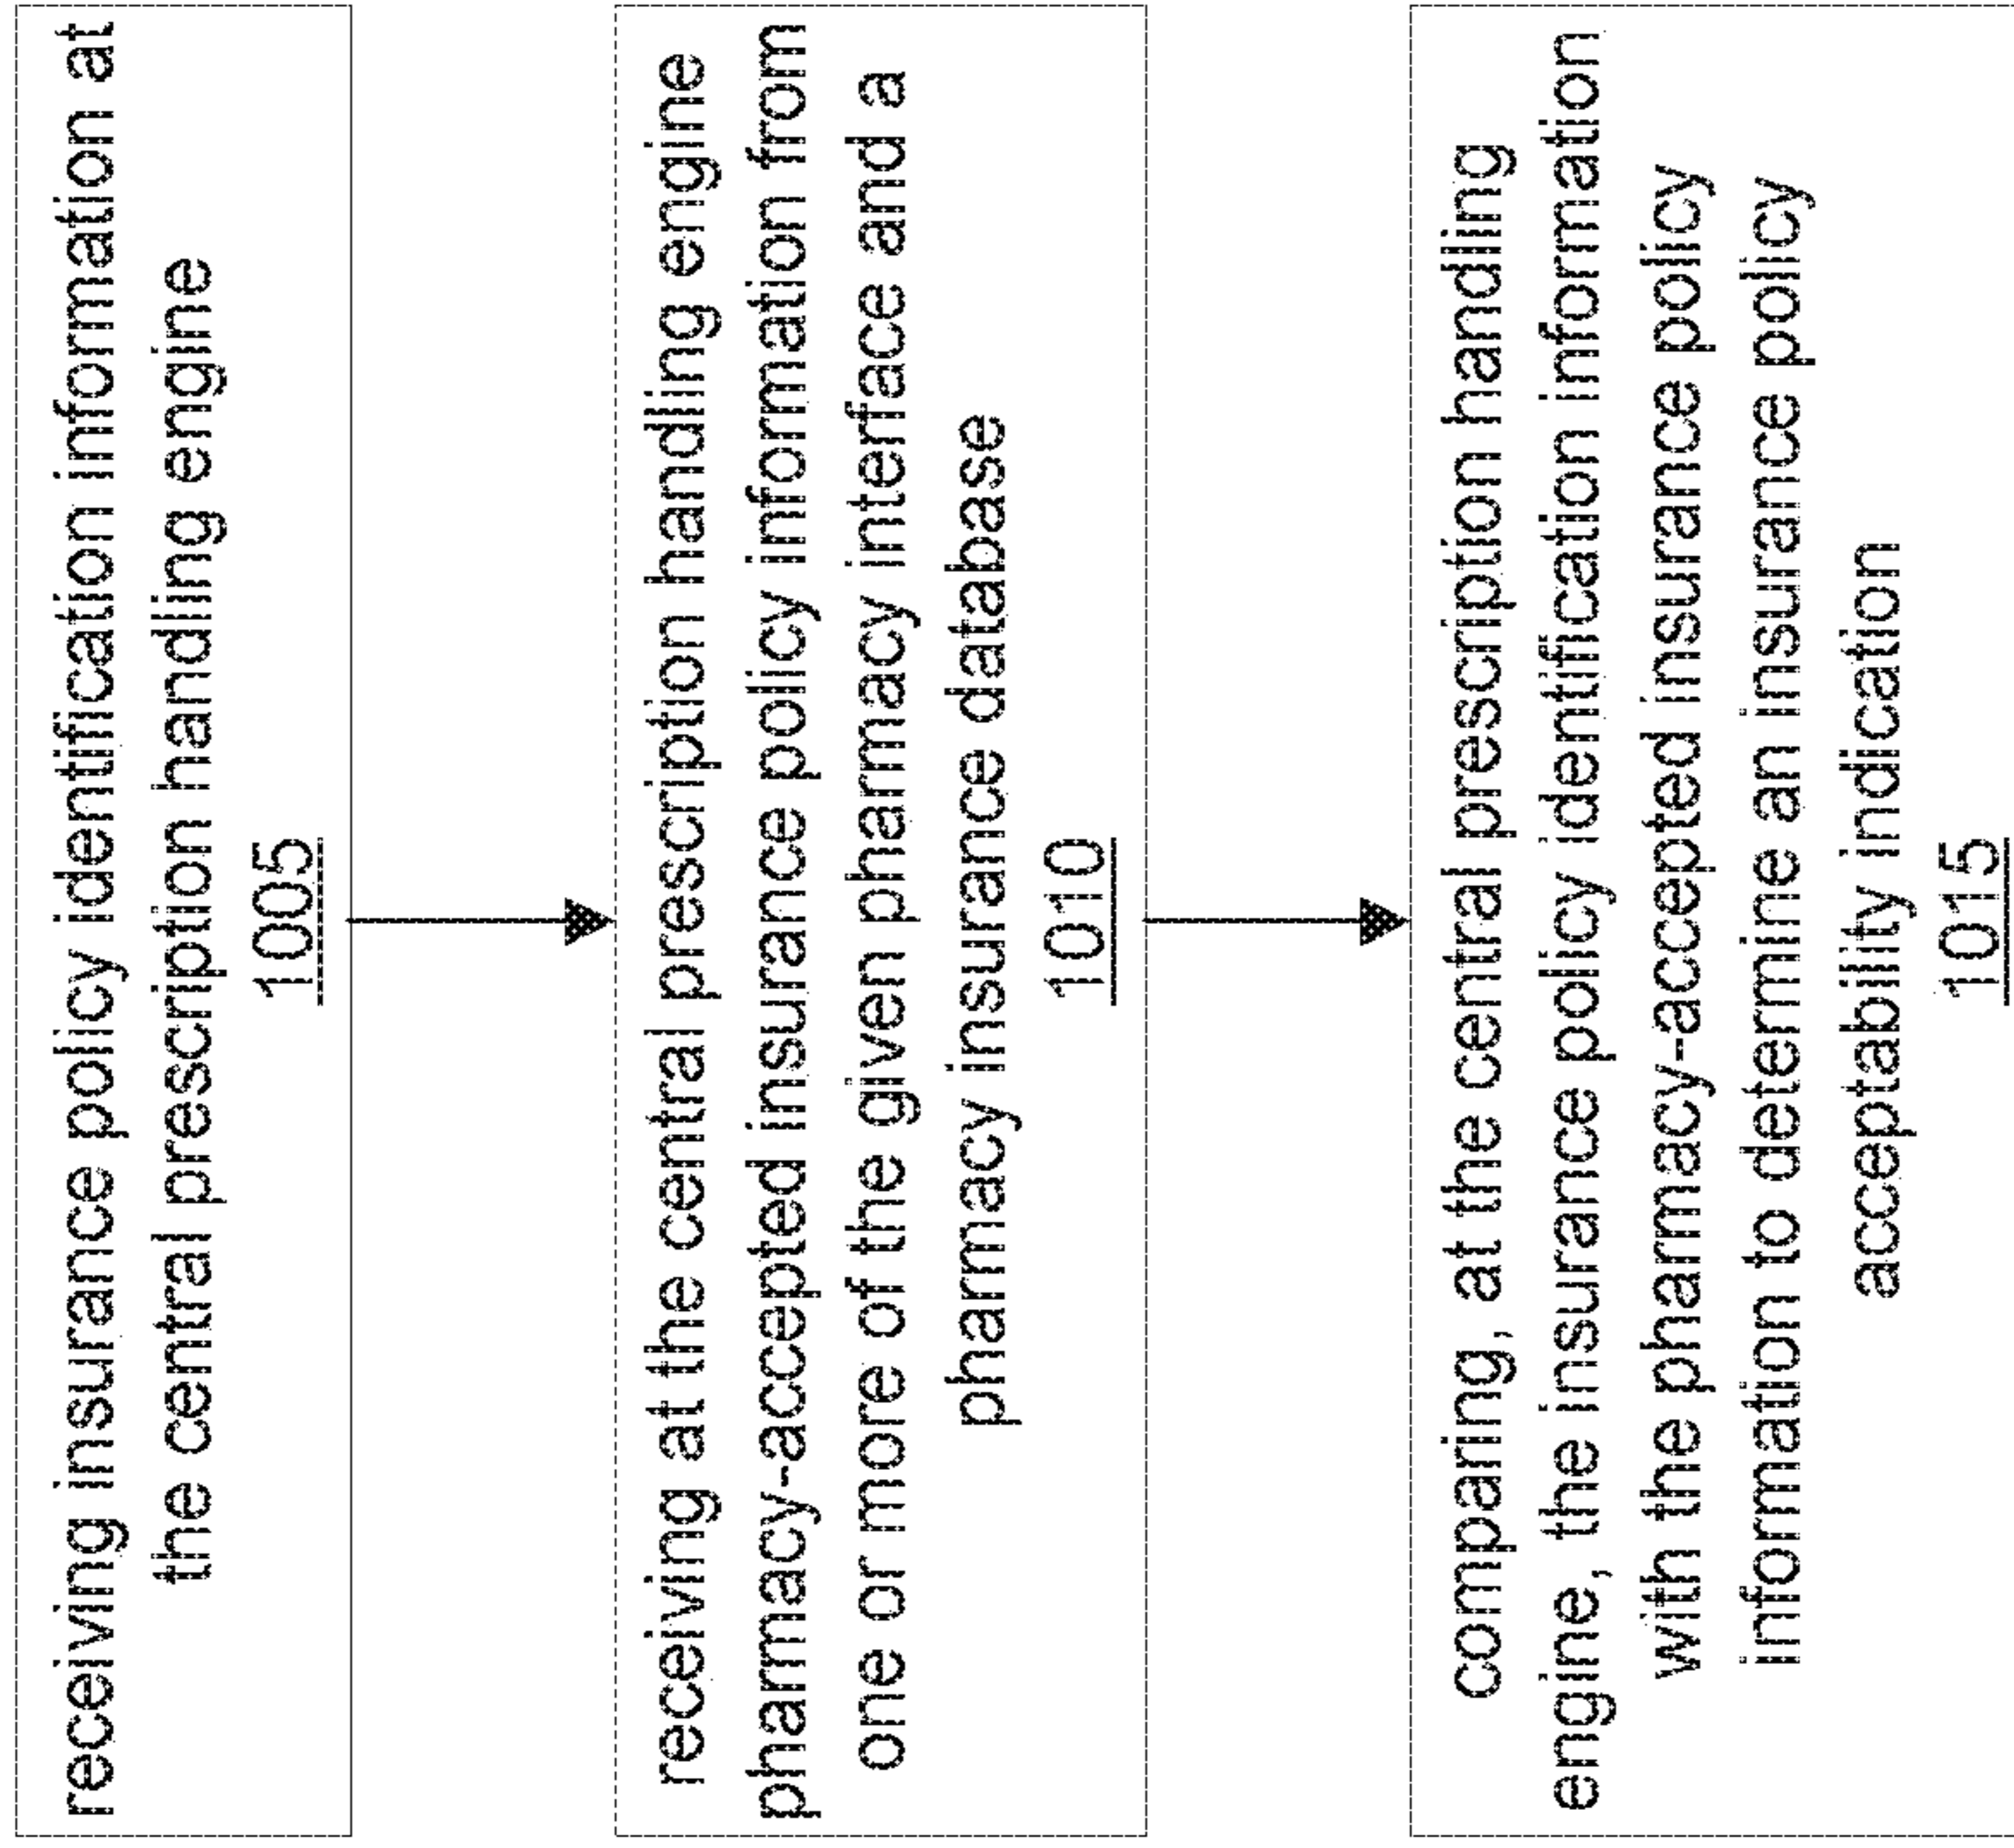 receiving insurance policy identification information at
the central prescription handling engine
1005
receiving at the central prescription handling engine
pharmacy-accepted insurance policy information from
one or more of the given pharmacy interface and a
pharmacy insurance database
1010
comparing, at the central prescription handling
engine, the insurance policy identification information
with the pharmacy-accepted insurance policy
information to determine an insurance policy
acceptability indication
1015